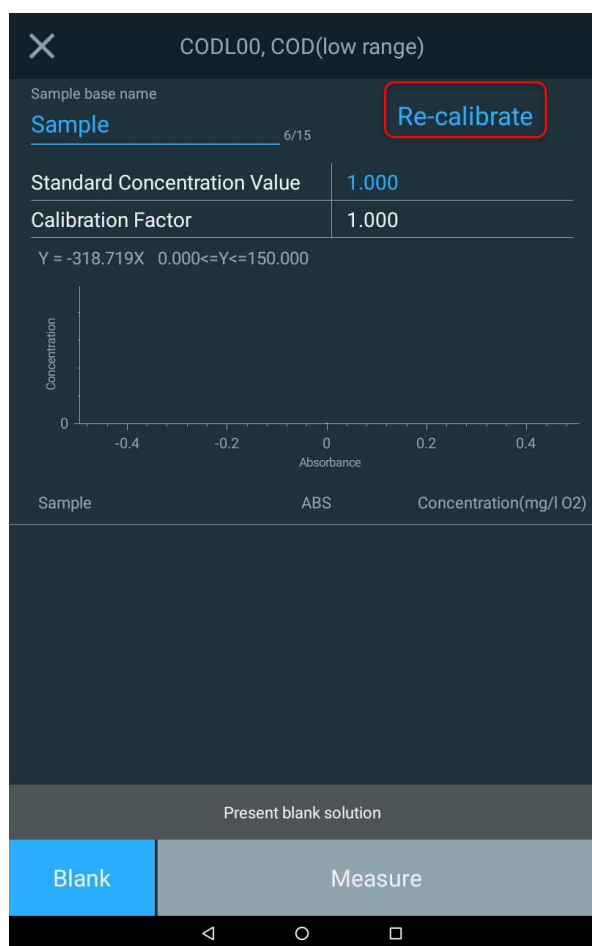 CODL00, COD(low range)
Sample base name
Sample
6/15
Re-calibrate
Standard Concentration Value 1.000
Calibration Factor 1.000
Y = -318.719X 0.000<=Y<=150.000
Concentration
0
-0.4 -0.2 0 0.2 0.4
Absorbance
Sample ABS Concentration(mg/l O2)
Present blank solution
Blank Measure